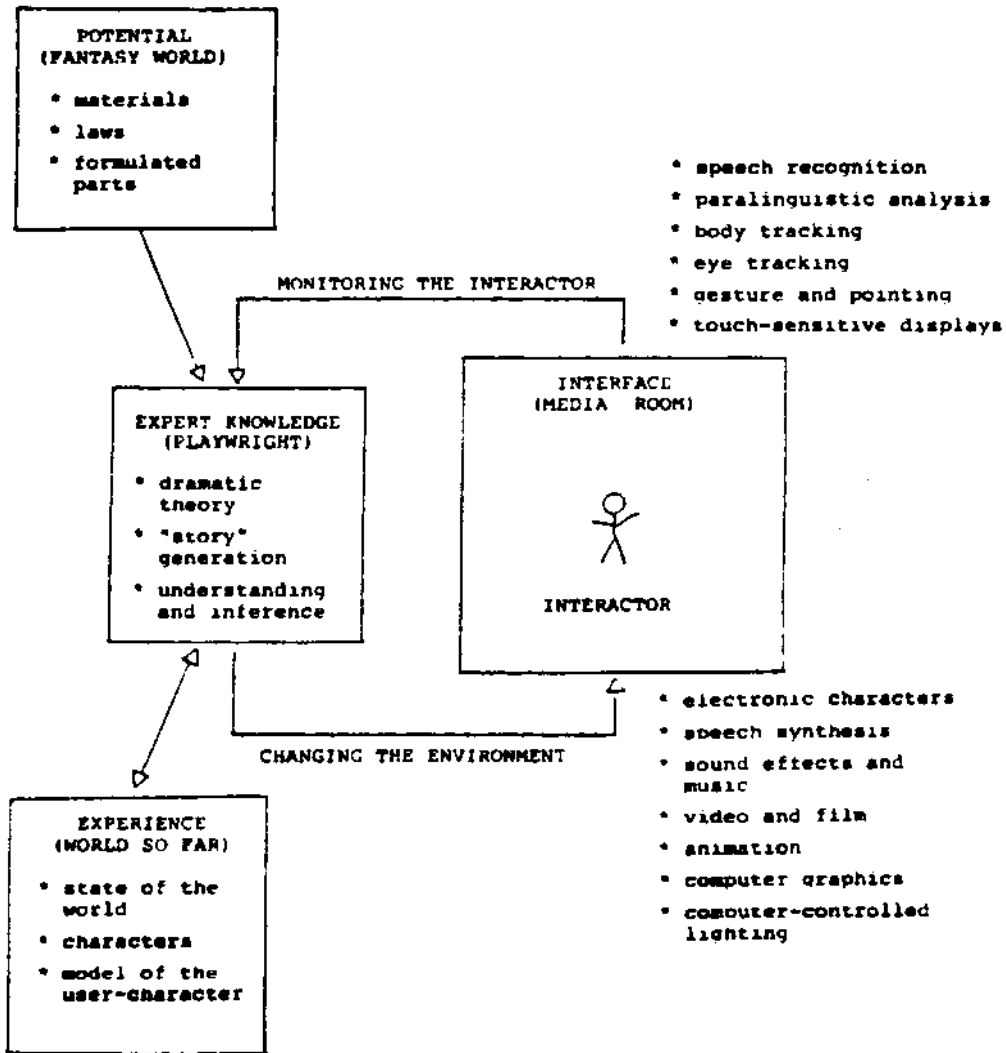 POTENTIAL
(FANTASY WORLD)
* materials
* laws
* formulated
parts
* speech recognition
* paralinguistic analysis
* body tracking
* eye tracking
* gesture and pointing
* touch-sensitive displays
MONITORING THE INTERACTOR
EXPERT KNOWLEDGE
(PLAYWRIGHT)
* dramatic
theory
* "story"
generation
* understanding
and inference
INTERFACE
(MEDIA ROOM)
INTERACTOR
CHANGING THE ENVIRONMENT
* electronic characters
* speech synthesis
* sound effects and
music
* video and film
* animation
* computer graphics
* computer-controlled
lighting
EXPERIENCE
(WORLD SO FAR)
* state of the
world
* characters
* model of the
user-character